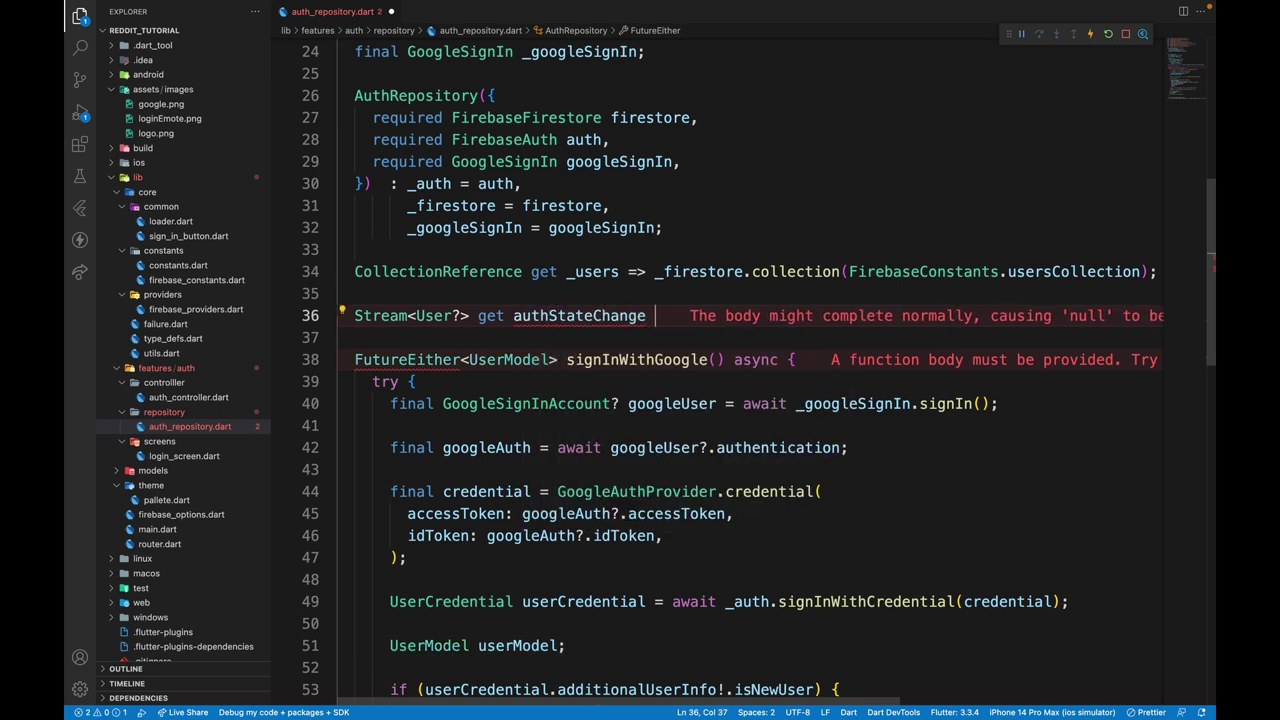 EXPLORER
REDDIT_TUTORIAL
.dart_tool
.idea
android
assets/images
google.png
loginEmote.png
logo.png
build
ios
lib
core
common
loader.dart
sign_in_button.dart
constants
constants.dart
firebase_constants.dart
providers
firebase_providers.dart
failure.dart
type_defs.dart
utils.dart
features/auth
controlller
auth_controller.dart
repository
auth_repository.dart 2
screens
login_screen.dart
models
theme
pallete.dart
firebase_options.dart
main.dart
router.dart
linux
macos
test
web
windows
.flutter-plugins
.flutter-plugins-dependencies
.gitignore
OUTLINE
TIMELINE
DEPENDENCIES
auth_repository.dart 2
lib > features > auth > repository > auth_repository.dart > AuthRepository > FutureEither
24 final GoogleSignIn _googleSignIn;
25
26 AuthRepository({
27 required FirebaseFirestore firestore,
28 required FirebaseAuth auth,
29 required GoogleSignIn googleSignIn,
30 }) : _auth = auth,
31 _firestore = firestore,
32 _googleSignIn = googleSignIn;
33
34 CollectionReference get _users => _firestore.collection(FirebaseConstants.usersCollection);
35
36 Stream<User?> get authStateChange The body might complete normally, causing 'null' to be
37
38 FutureEither<UserModel> signInWithGoogle() async { A function body must be provided. Try
39 try {
40 final GoogleSignInAccount? googleUser = await _googleSignIn.signIn();
41
42 final googleAuth = await googleUser?.authentication;
43
44 final credential = GoogleAuthProvider.credential(
45 accessToken: googleAuth?.accessToken,
46 idToken: googleAuth?.idToken,
47 );
48
49 UserCredential userCredential = await _auth.signInWithCredential(credential);
50
51 UserModel userModel;
52
53 if (userCredential.additionalUserInfo!.isNewUser) {
2 0 1 Live Share Debug my code + packages + SDK Ln 36, Col 37 Spaces: 2 UTF-8 LF Dart Dart DevTools Flutter: 3.3.4 iPhone 14 Pro Max (ios simulator) Prettier